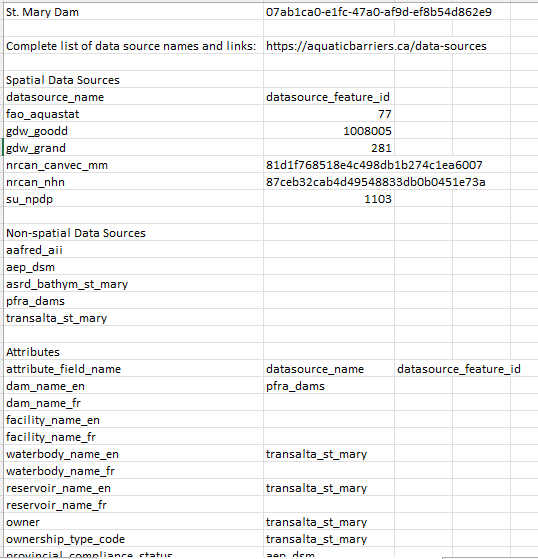 St. Mary Dam 07ab1ca0-e1fc-47a0-af9d-ef8b54d862e9
Complete list of data source names and links: https://aquaticbarriers.ca/data-sources
Spatial Data Sources
datasource_name datasource_feature_id
fao_aquastat 77
gdw_goodd 1008005
gdw_grand 281
nrcan_canvec_mm 81d1f768518e4c498db1b274c1ea6007
nrcan_nhn 87ceb32cab4d49548833db0b0451e73a
su_npdp 1103
Non-spatial Data Sources
aafred_aii
aep_dsm
asrd_bathym_st_mary
pfra_dams
transalta_st_mary
Attributes
attribute_field_name datasource_name datasource_feature_id
dam_name_en pfra_dams
dam_name_fr
facility_name_en
facility_name_fr
waterbody_name_en transalta_st_mary
waterbody_name_fr
reservoir_name_en transalta_st_mary
reservoir_name_fr
owner transalta_st_mary
ownership_type_code transalta_st_mary
provincial_compliance_status aep_dsm